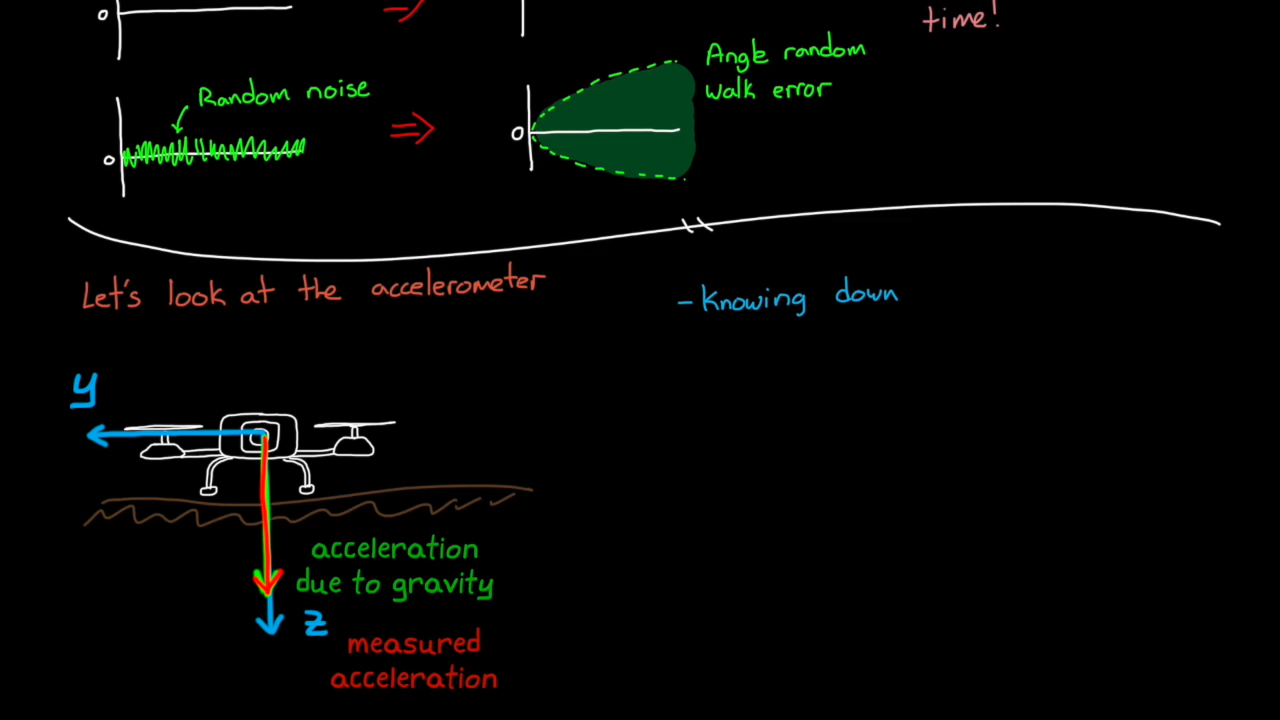 time!
0
Angle random
walk error
Random noise
0
0
Let's look at the accelerometer
- Knowing down
y
acceleration
due to gravity
z
measured
acceleration